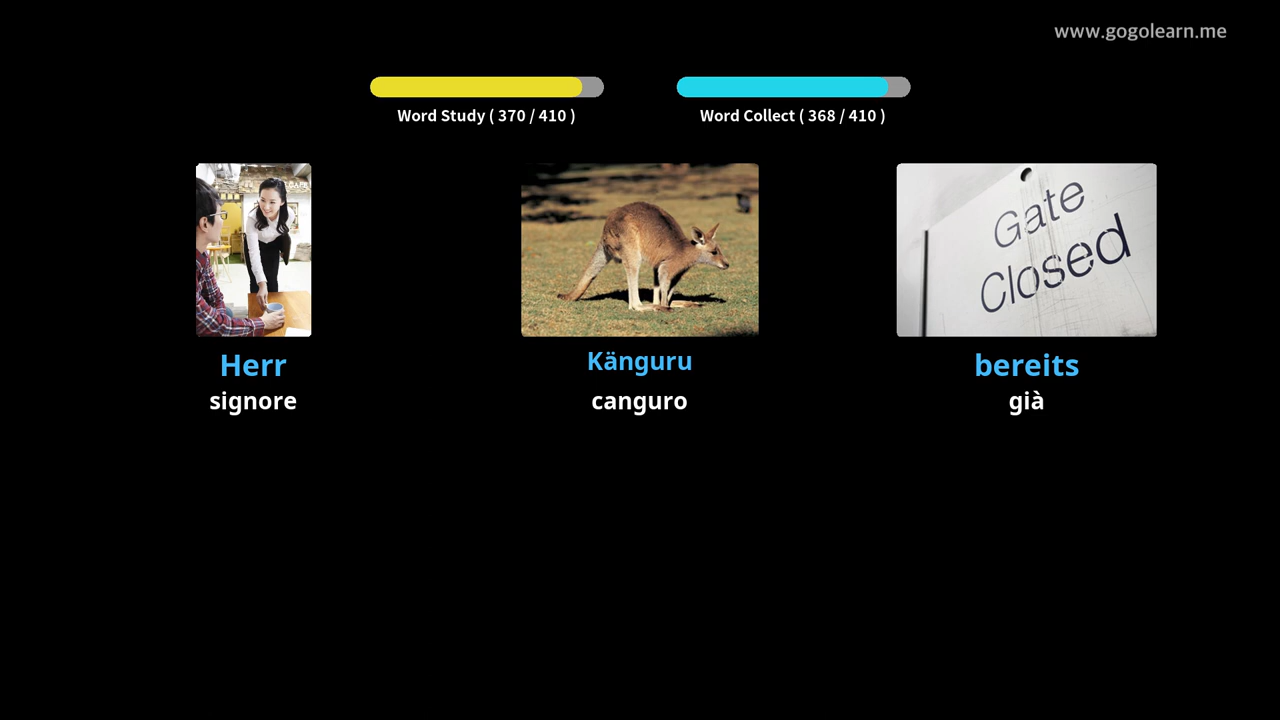 www.gogolearn.me
Word Study ( 370 / 410 )
Word Collect ( 368 / 410 )
Gate
Closed
Herr
signore
Känguru
canguro
bereits
già